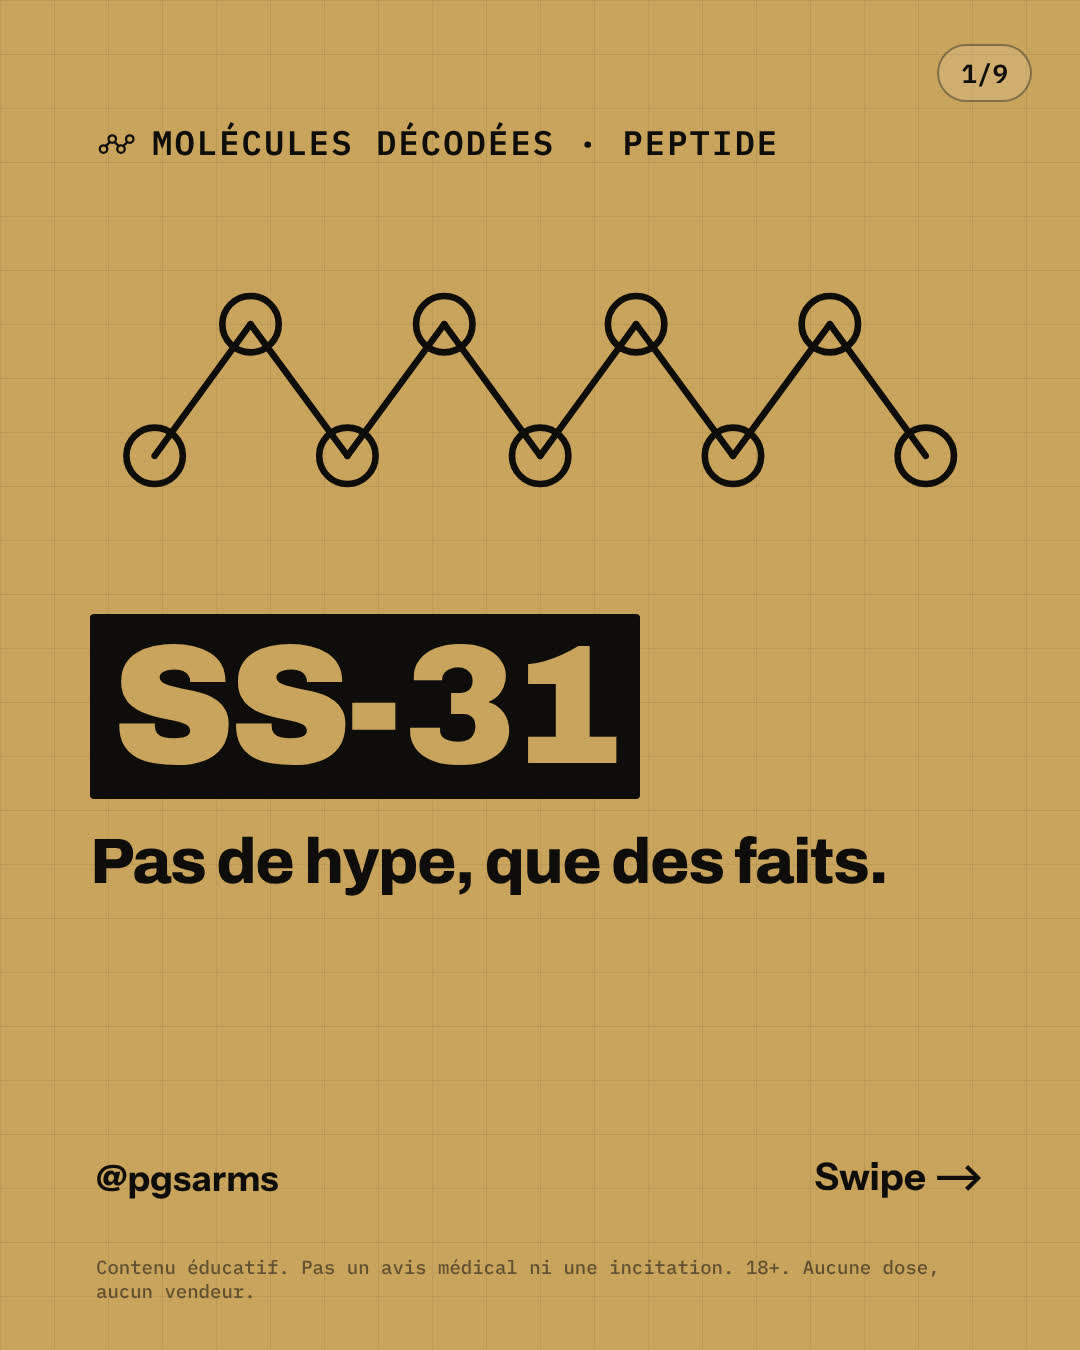 1/9
MOLÉCULES DÉCODÉES · PEPTIDE
SS-31
Pas de hype, que des faits.
@pgsarms
Swipe →
Contenu éducatif. Pas un avis médical ni une incitation. 18+. Aucune dose,
aucun vendeur.